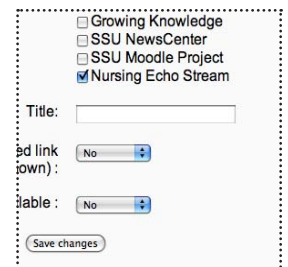 Growing Knowledge
SSU NewsCenter
SSU Moodle Project
Nursing Echo Stream
Title:
ed link
own) :
No
lable :
No
Save changes